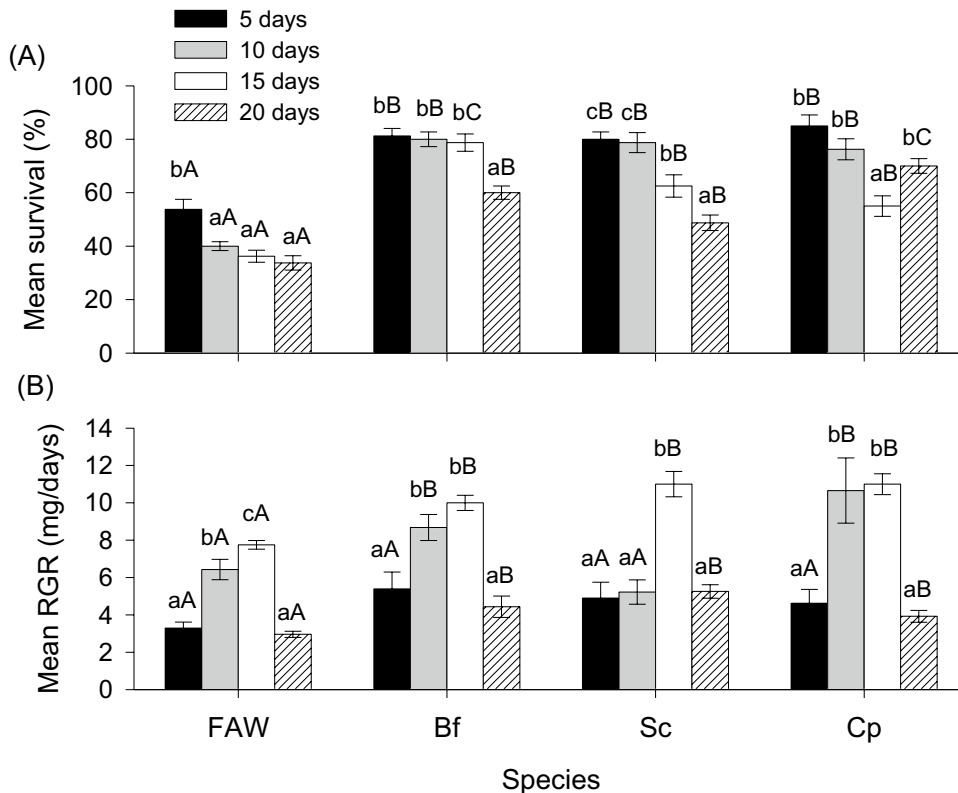 5 days
10 days
15 days
20 days
(A)
Mean survival (%)
100
80
60
40
20
0
bA
aA
aA
aA
bB
bB
bC
aB
cB
cB
bB
aB
bB
bB
aB
bC
(B)
Mean RGR (mg/days)
14
12
10
8
6
4
2
0
aA
bA
cA
aA
aA
bB
bB
aB
aA
aA
bB
aB
aA
bB
bB
aB
FAW Bf Sc Cp
Species